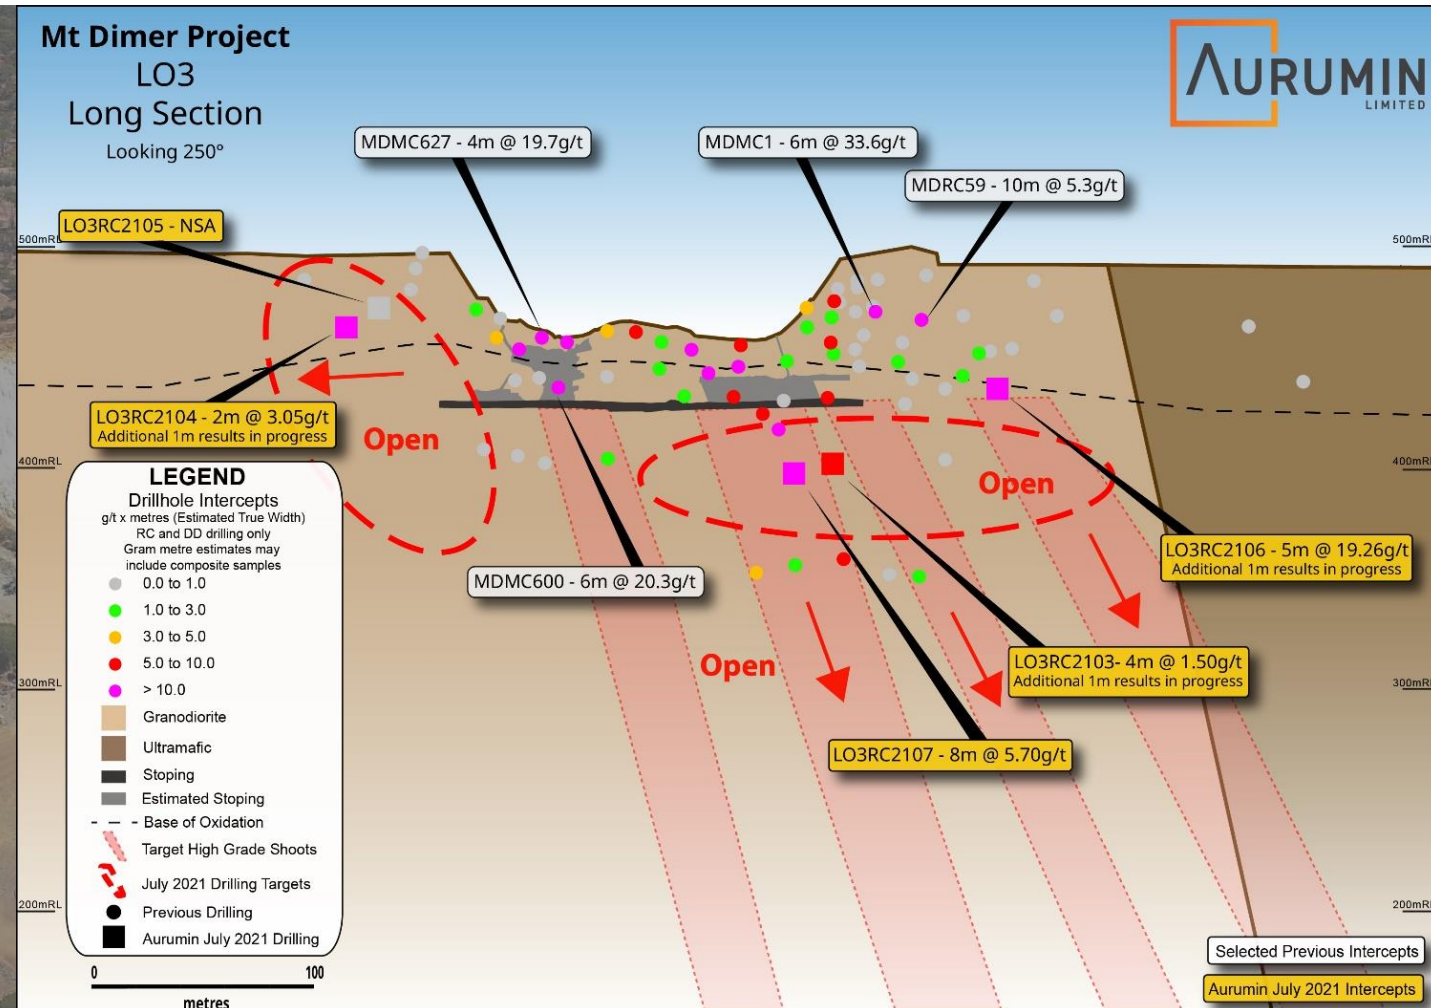 Mt Dimer Project
LO3
Long Section
Looking 250°
AURUMIN
LIMITED
MDMC627 - 4m @ 19.7g/t
MDMC1 - 6m @ 33.6g/t
MDRC59 - 10m @ 5.3g/t
LO3RC2105 - NSA
500mRL
500mRL
LO3RC2104 - 2m @ 3.05g/t
Additional 1m results in progress
Open
400mRL
400mRL
Open
LO3RC2106 - 5m @ 19.26g/t
Additional 1m results in progress
MDMC600 - 6m @ 20.3g/t
LO3RC2103- 4m @ 1.50g/t
Additional 1m results in progress
Open
300mRL
300mRL
LO3RC2107 - 8m @ 5.70g/t
200mRL
200mRL
LEGEND
Drillhole Intercepts
g/t x metres (Estimated True Width)
RC and DD drilling only
Gram metre estimates may
include composite samples
0.0 to 1.0
1.0 to 3.0
3.0 to 5.0
5.0 to 10.0
> 10.0
Granodiorite
Ultramafic
Stoping
Estimated Stoping
Base of Oxidation
Target High Grade Shoots
July 2021 Drilling Targets
Previous Drilling
Aurumin July 2021 Drilling
0 100
metres
Selected Previous Intercepts
Aurumin July 2021 Intercepts